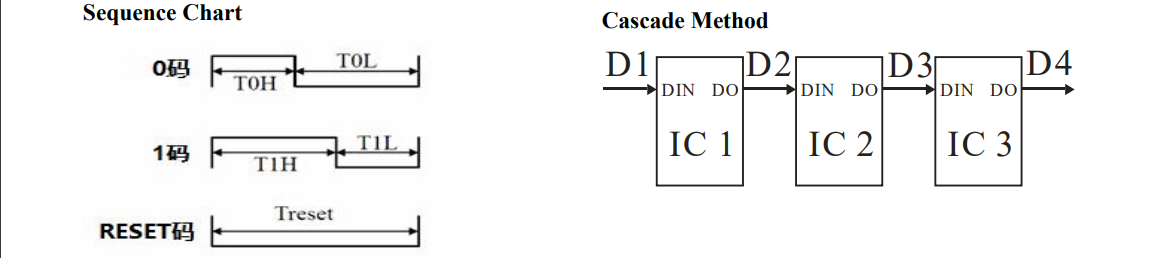 Sequence Chart
0码
T0H
T0L
1码
T1H
T1L
RESET码
Treset
Cascade Method
D1
D2
D3
D4
DIN DO
DIN DO
DIN DO
IC 1
IC 2
IC 3